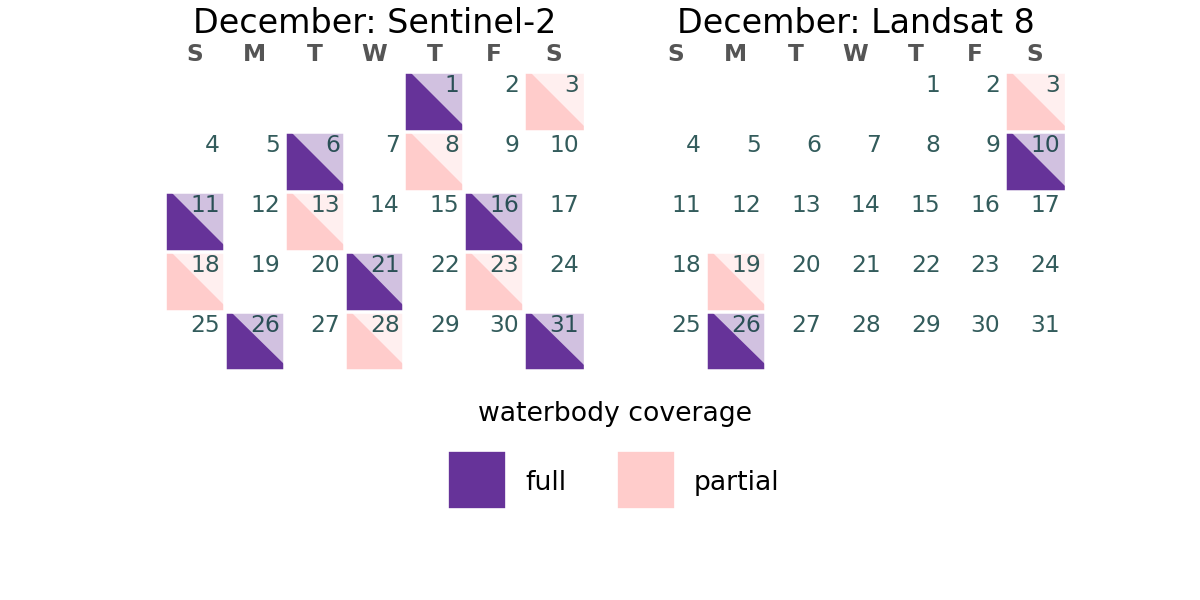 December: Sentinel-2
S M T W T F S
1 2 3
4 5 6 7 8 9 10
11 12 13 14 15 16 17
18 19 20 21 22 23 24
25 26 27 28 29 30 31
December: Landsat 8
S M T W T F S
1 2 3
4 5 6 7 8 9 10
11 12 13 14 15 16 17
18 19 20 21 22 23 24
25 26 27 28 29 30 31
waterbody coverage
full partial